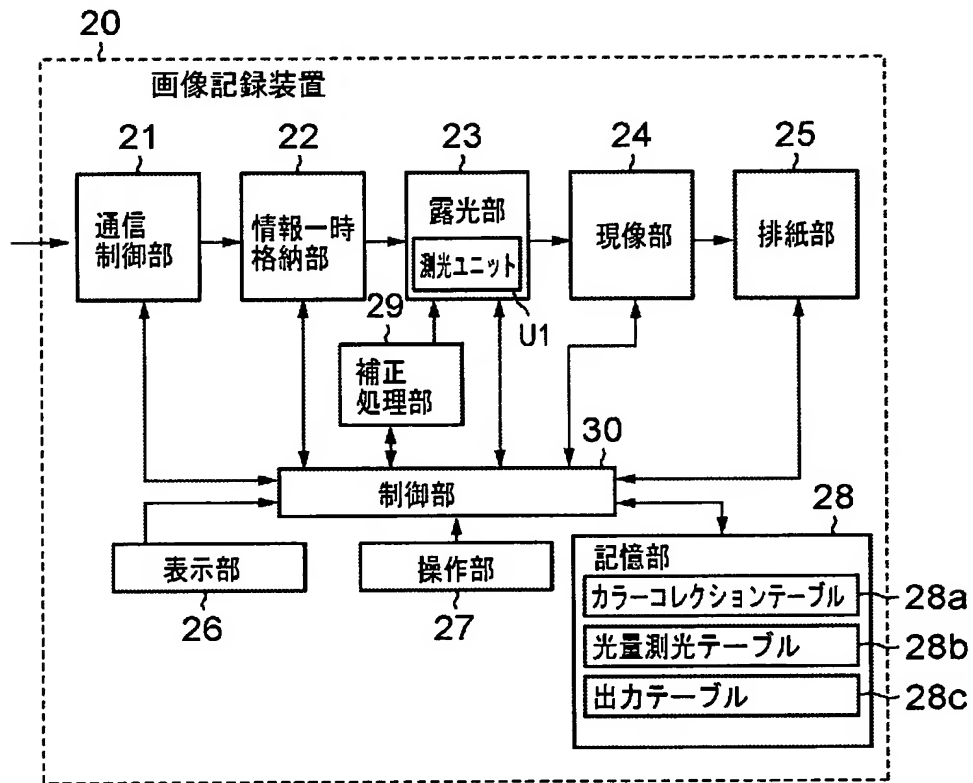 20
画像記録装置
21
22
23
24
25
通信
制御部
情報一時
格納部
露光部
測光ユニット
現像部
排紙部
U1
29
補正
処理部
30
制御部
表示部
26
操作部
27
28
記憶部
カラーコレクションテーブル
28a
光量測光テーブル
28b
出力テーブル
28c